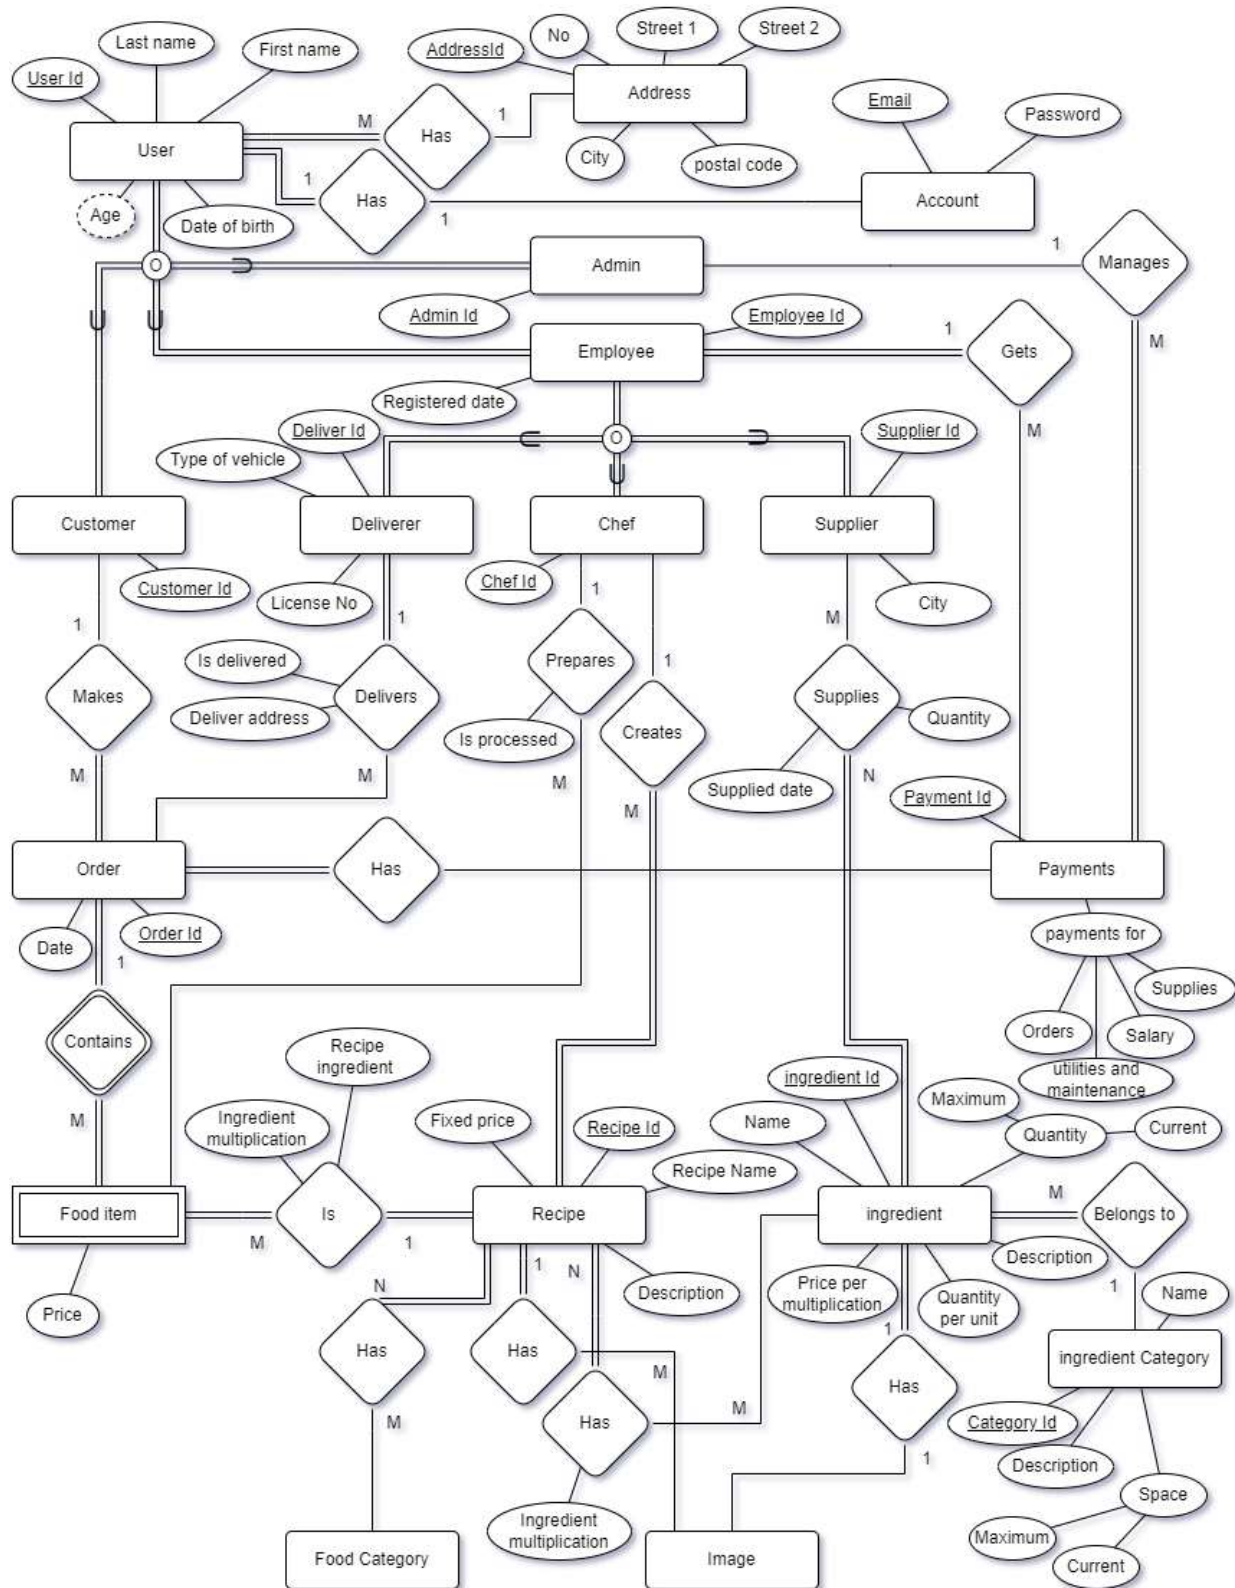 Last name
First name
User Id
User
Age
Date of birth
M
Has
1
AddressId
No
Street 1
Street 2
Address
City
postal code
1
Has
1
Email
Password
Account
O
Admin
Admin Id
1
Manages
M
Employee Id
Employee
Registered date
1
Gets
M
O
Deliver Id
Type of vehicle
Supplier Id
Customer
Deliverer
Chef
Supplier
Customer Id
License No
Chef Id
City
1
Makes
M
1
Is delivered
Delivers
Deliver address
M
1
Prepares
Is processed
M
1
Creates
M
M
Supplies
Quantity
Supplied date
N
Payment Id
Order
Has
Payments
Date
Order Id
1
payments for
Supplies
Orders
Salary
utilities and
maintenance
Contains
M
Recipe
ingredient
Ingredient
multiplication
Fixed price
Recipe Id
Recipe Name
Name
ingredient Id
Maximum
Quantity
Current
Food item
M
Is
1
Recipe
ingredient
M
Belongs to
1
Price
Description
Price per
multiplication
Quantity
per unit
Description
Name
N
Has
M
1
Has
M
N
Has
M
Ingredient
multiplication
1
Has
1
ingredient Category
Category Id
Description
Space
Maximum
Current
Food Category
Image